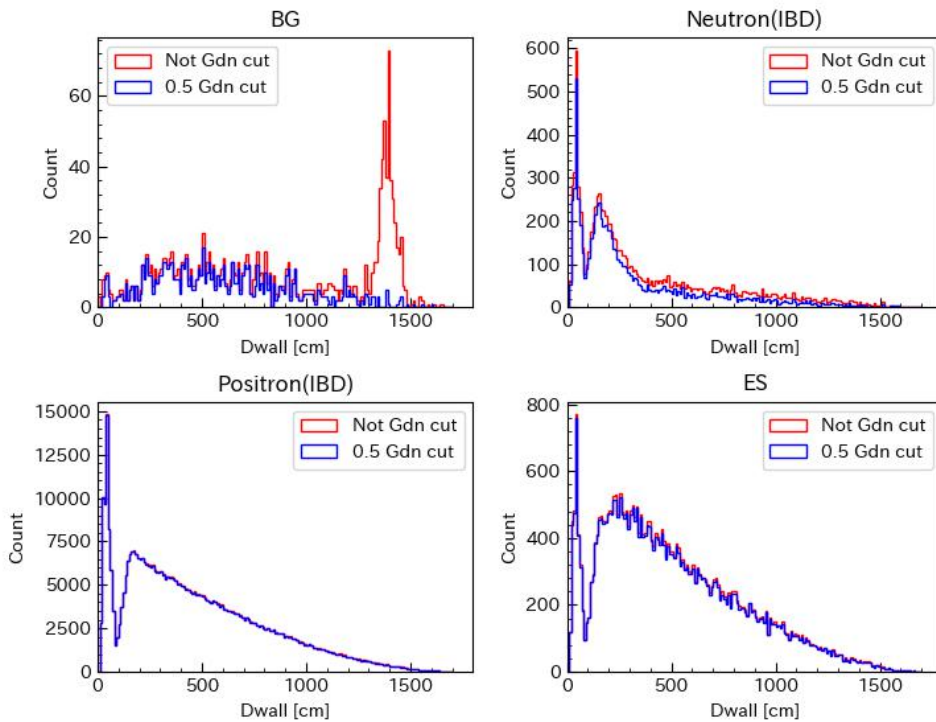 BG
Not Gdn cut
0.5 Gdn cut
Count
60
40
20
0
0
500
1000
1500
Dwall [cm]
Neutron(IBD)
Not Gdn cut
0.5 Gdn cut
Count
600
500
400
300
200
100
0
0
500
1000
1500
Dwall [cm]
Positron(IBD)
Not Gdn cut
0.5 Gdn cut
Count
15000
12500
10000
7500
5000
2500
0
0
500
1000
1500
Dwall [cm]
ES
Not Gdn cut
0.5 Gdn cut
Count
800
600
400
200
0
0
500
1000
1500
Dwall [cm]